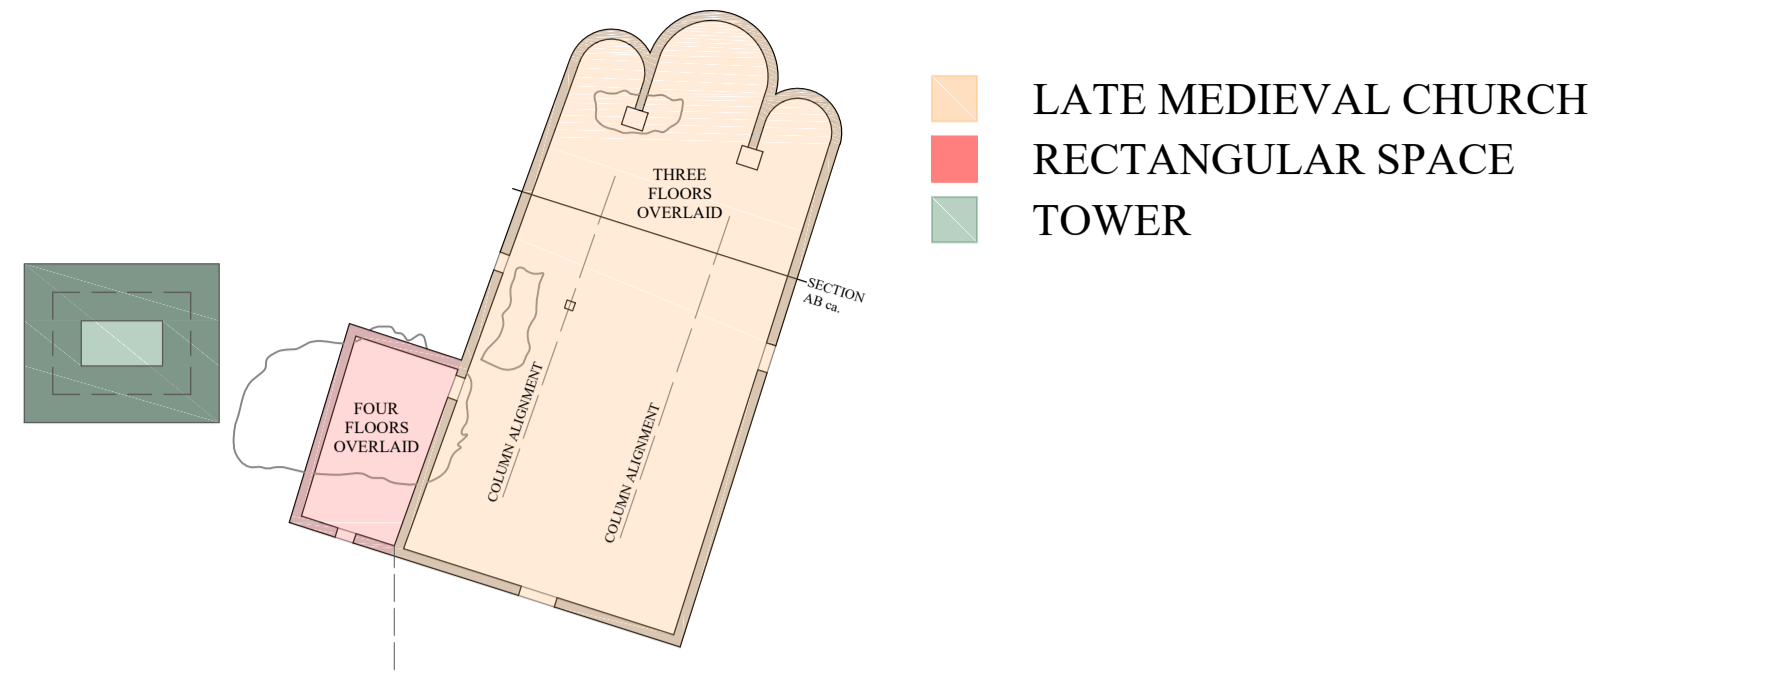 THREE
FLOORS
OVERLAID
SECTION
AB ca.
FOUR
FLOORS
OVERLAID
COLUMN ALIGNMENT
COLUMN ALIGNMENT
LATE MEDIEVAL CHURCH
RECTANGULAR SPACE
TOWER